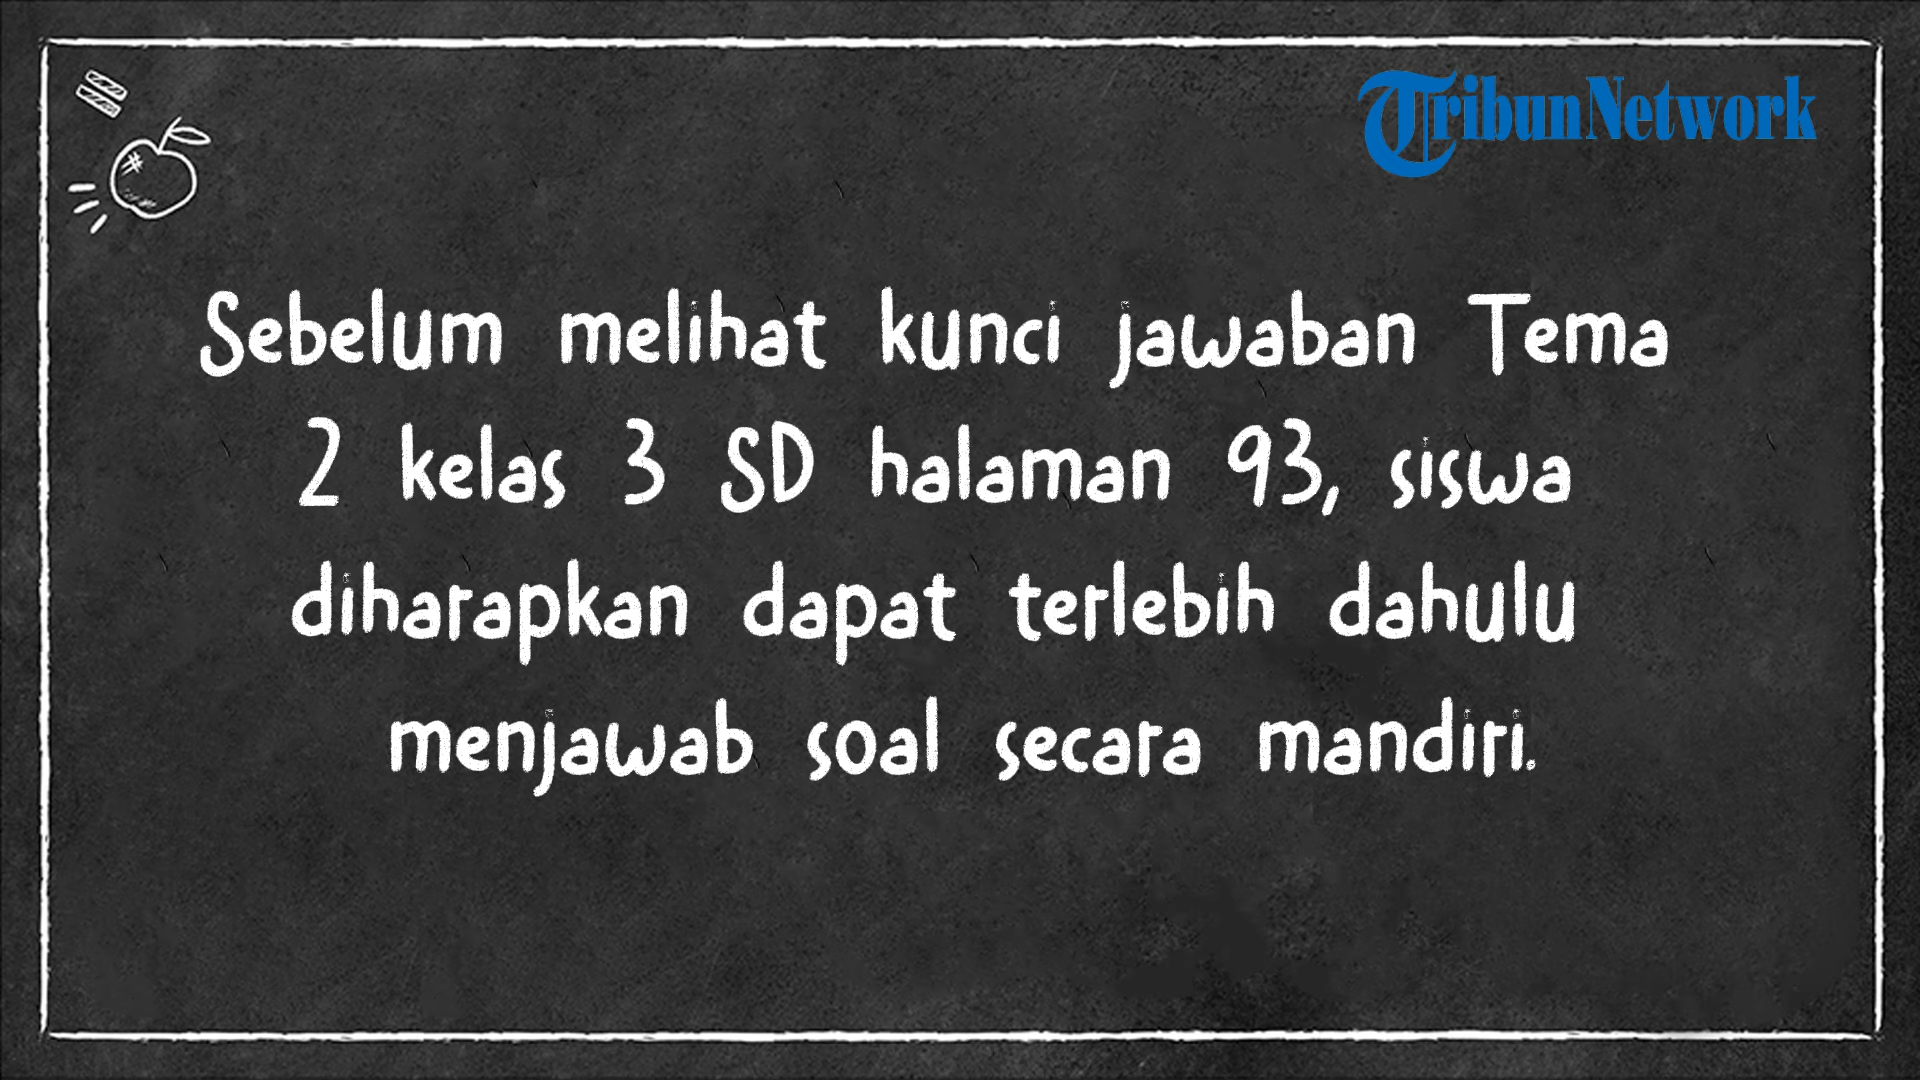 TribunNetwork
Sebelum melihat kunci jawaban Tema
2 kelas 3 SD halaman 93, siswa
diharapkan dapat terlebih dahulu
menjawab soal secara mandiri.